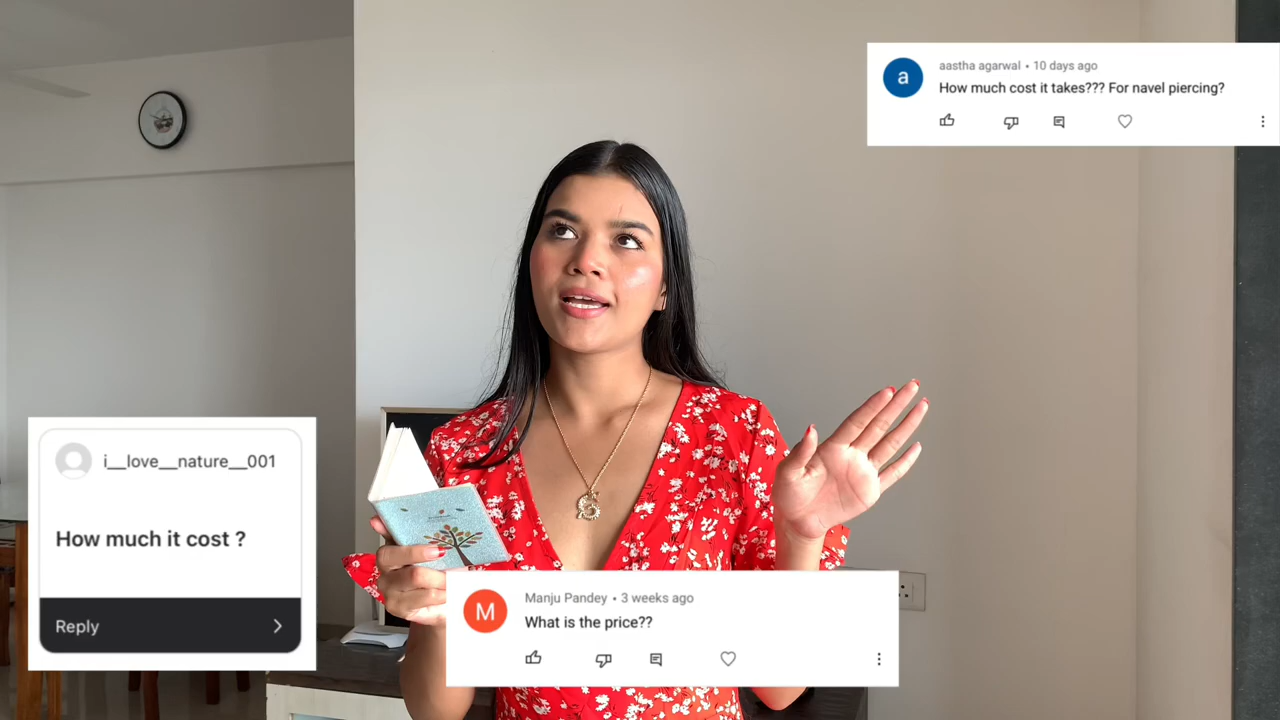 a
aastha agarwal • 10 days ago
How much cost it takes??? For navel piercing?
i__love__nature__001
How much it cost ?
Reply
M
Manju Pandey • 3 weeks ago
What is the price??